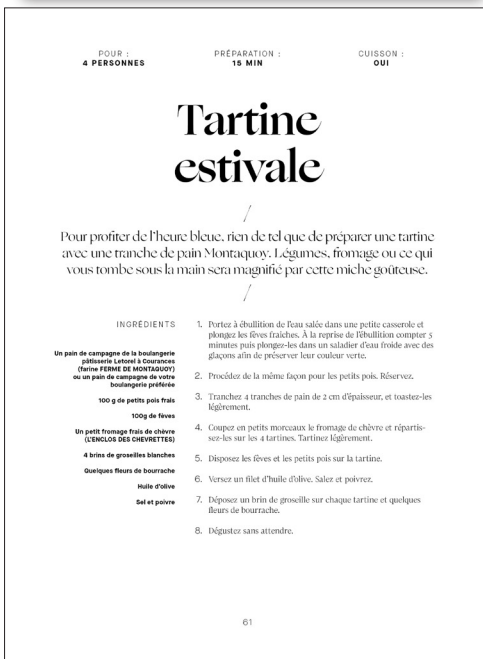 POUR :
4 PERSONNES
PRÉPARATION :
15 MIN
CUISSON :
OUI
Tartine
estivale
/
Pour profiter de l'heure bleue, rien de tel que de préparer une tartine
avec une tranche de pain Montaquoy. Légumes, fromage ou ce qui
vous tombe sous la main sera magnifié par cette miche goûteuse.
/
INGRÉDIENTS
Un pain de campagne de la boulangerie
pâtisserie Letorel à Courances
(farine FERME DE MONTAQUOY)
ou un pain de campagne de votre
boulangerie préférée
100 g de petits pois frais
100g de fèves
Un petit fromage frais de chèvre
(L'ENCLOS DES CHEVRETTES)
4 brins de groseilles blanches
Quelques fleurs de bourrache
Huile d'olive
Sel et poivre
1. Portez à ébullition de l'eau salée dans une petite casserole et
plongez les fèves fraîches. À la reprise de l'ébullition compter 5
minutes puis plongez-les dans un saladier d'eau froide avec des
glaçons afin de préserver leur couleur verte.
2. Procédez de la même façon pour les petits pois. Réservez.
3. Tranchez 4 tranches de pain de 2 cm d'épaisseur, et toastez-les
légèrement.
4. Coupez en petits morceaux le fromage de chèvre et répartis-
sez-les sur les 4 tartines. Tartinez légèrement.
5. Disposez les fèves et les petits pois sur la tartine.
6. Versez un filet d'huile d'olive. Salez et poivrez.
7. Déposez un brin de groseille sur chaque tartine et quelques
fleurs de bourrache.
8. Dégustez sans attendre.
61